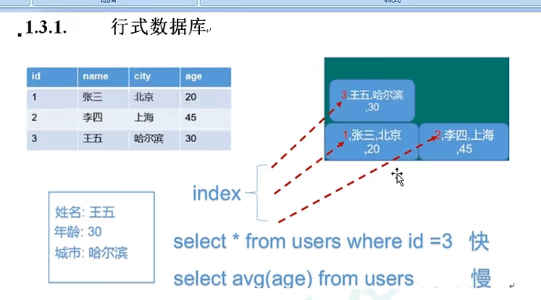 1.3.1. 行式数据库
id name city age
1 张三 北京 20
2 李四 上海 45
3 王五 哈尔滨 30
3,王五,哈尔滨
,30
1,张三,北京
,20
2,李四,上海
,45
index
姓名: 王五
年龄: 30
城市: 哈尔滨
select * from users where id =3 快
select avg(age) from users 慢